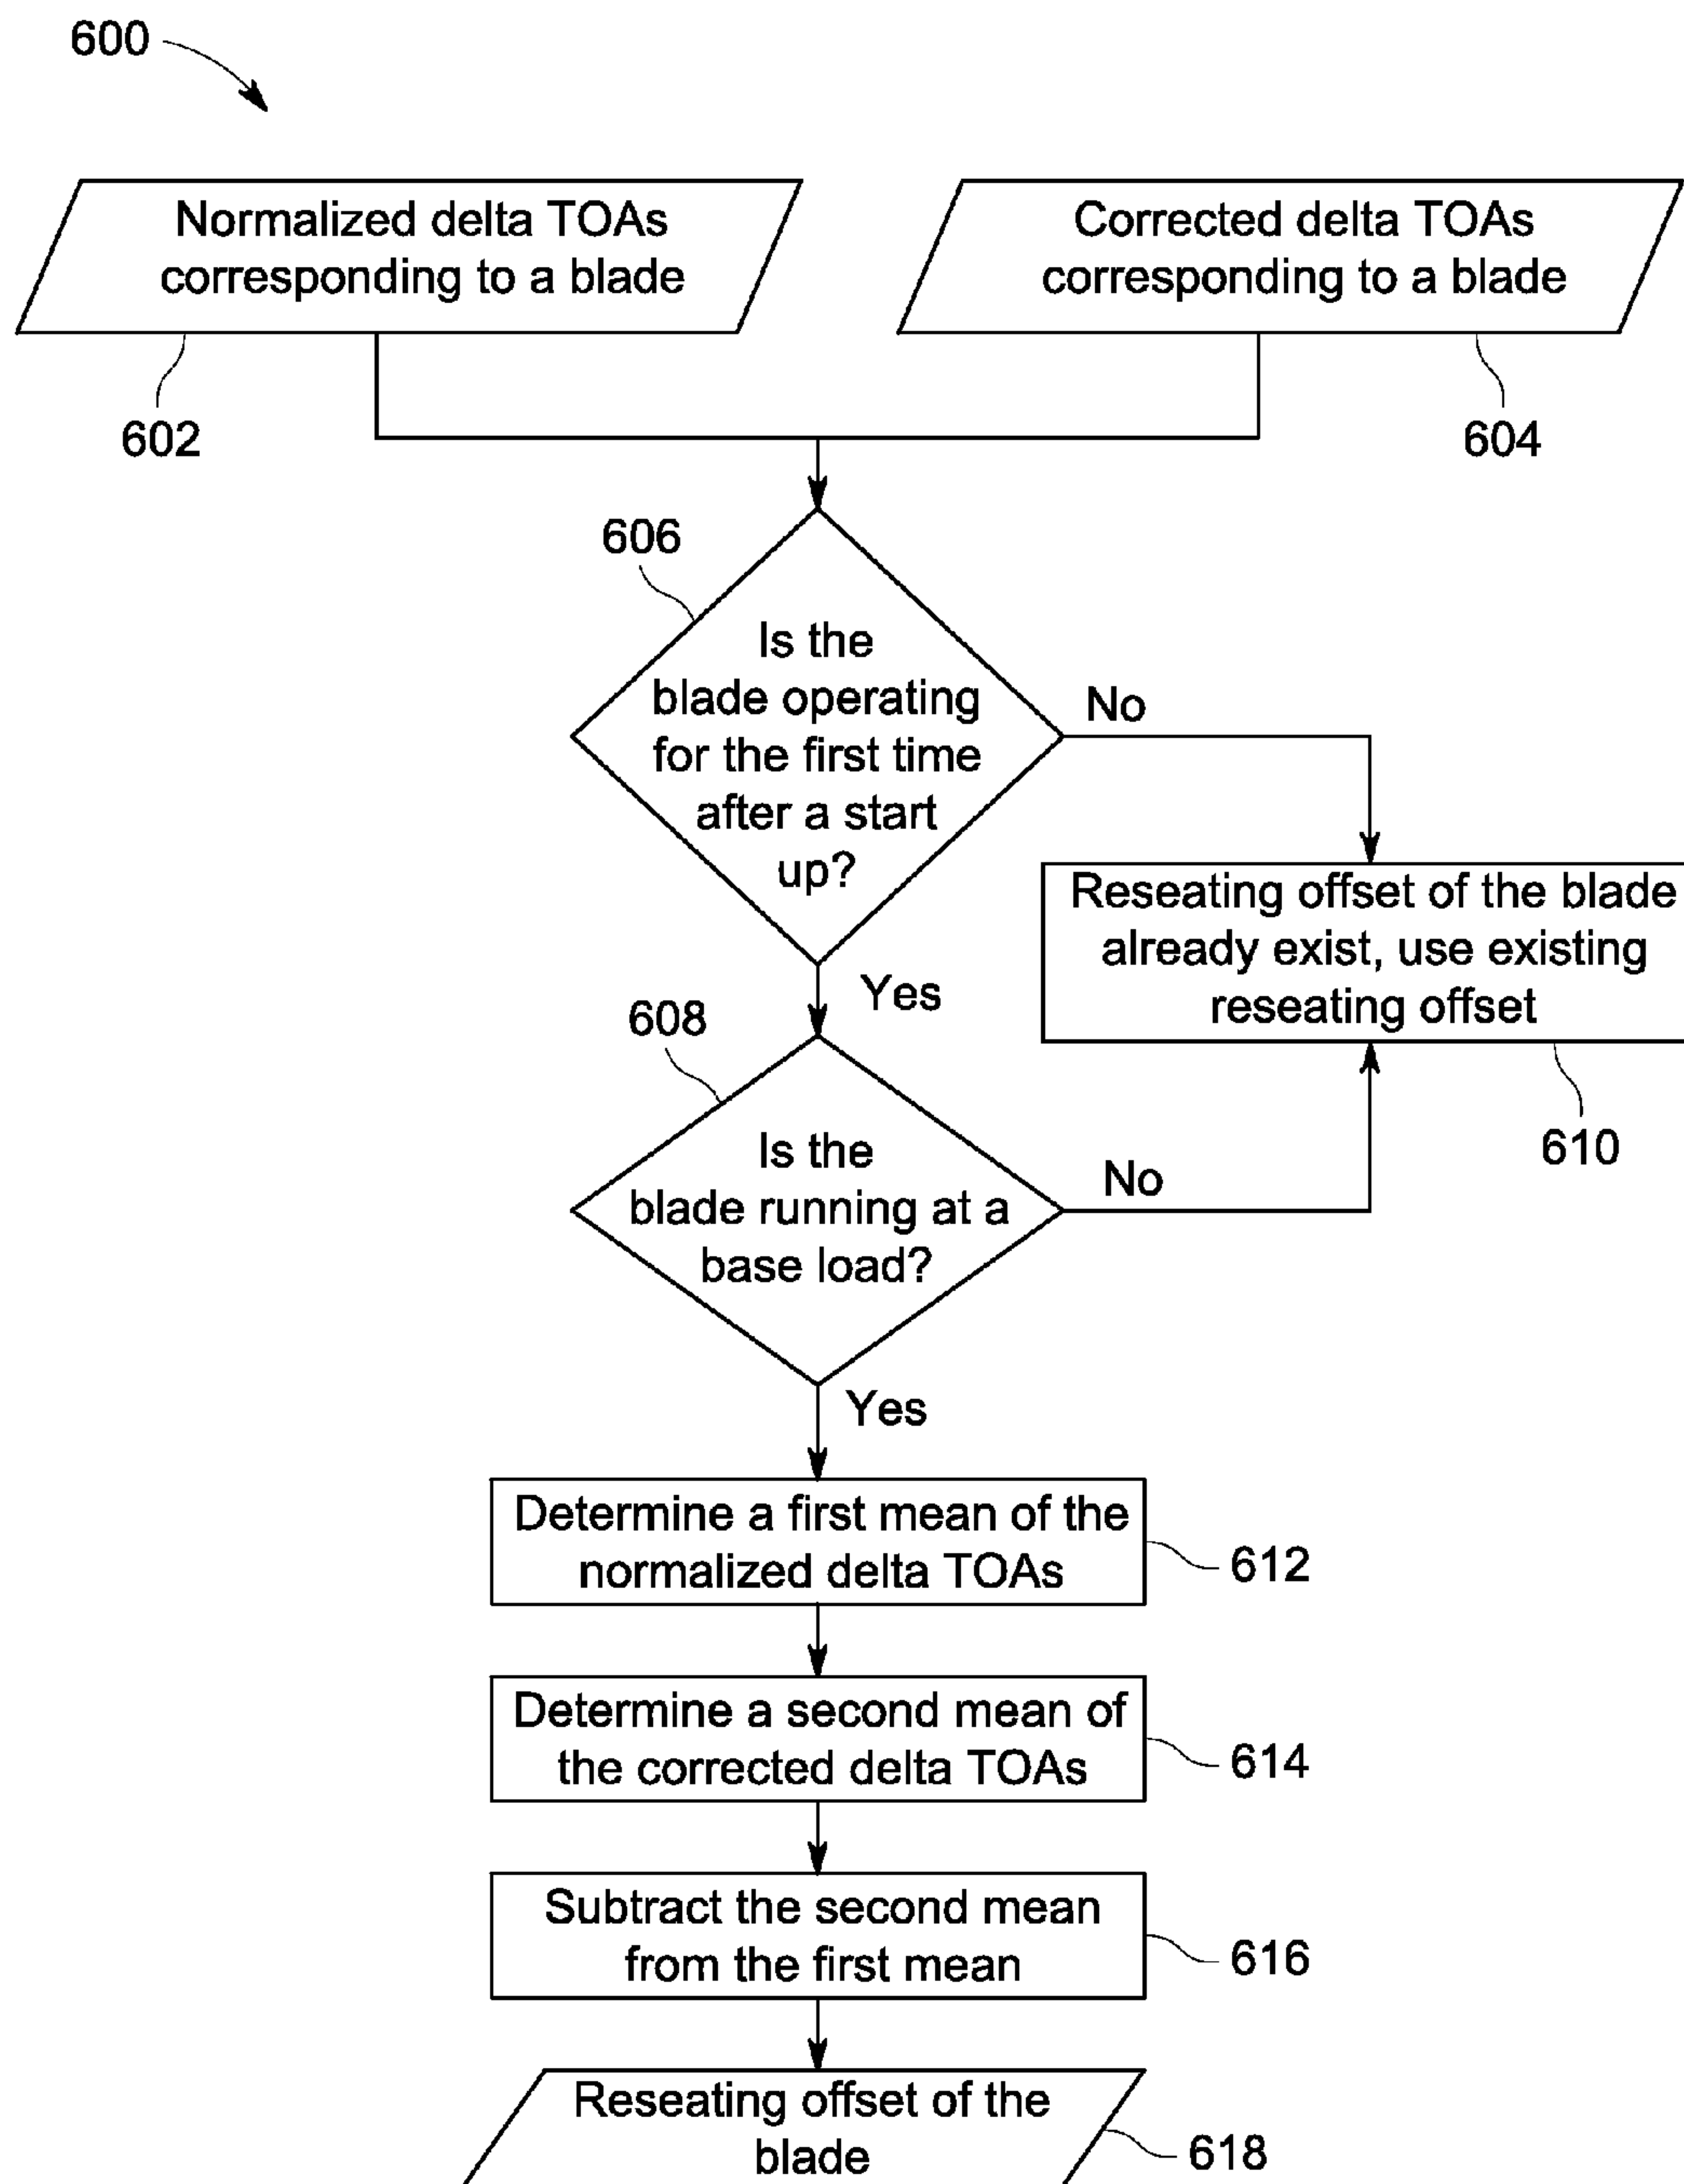 600
Normalized delta TOAs
corresponding to a blade
Corrected delta TOAs
corresponding to a blade
602
604
606
Is the
blade operating
for the first time
after a start
up?
No
Yes
Reseating offset of the blade
already exist, use existing
reseating offset
610
608
Is the
blade running at a
base load?
No
Yes
Determine a first mean of the
normalized delta TOAs
612
Determine a second mean of
the corrected delta TOAs
614
Subtract the second mean
from the first mean
616
Reseating offset of the
blade
618